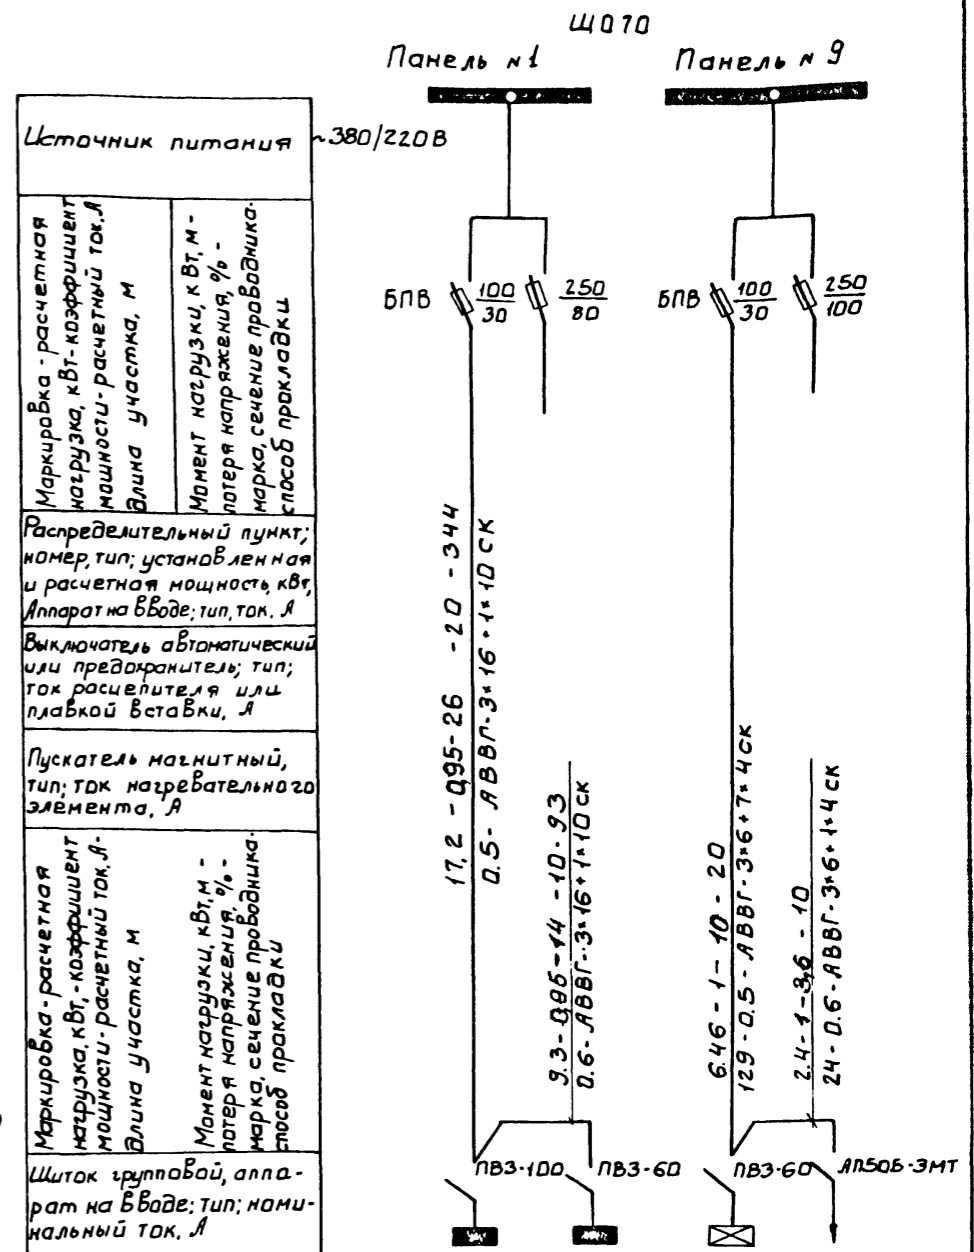 ЩО70
Панель №1
Панель № 9
Источник питания
~380/220В
Маркировка - расчетная
нагрузка, кВт-коэффициент
мощности-расчетный ток,А
длина участка, м
Момент нагрузки, кВт,м-
потеря напряжения, % -
марка, сечение проводника-
способ прокладки
БПВ
100
30
250
80
БПВ
100
30
250
100
Распределительный пункт;
номер, тип; установленная
и расчетная мощность, кВт,
Аппарат на вводе; тип, ток. А
Выключатель автоматический
или предохранитель; тип;
ток расцепителя или
плавкой вставки, А
Пускатель магнитный,
тип; ток нагревательного
элемента, А
17,2 - 0,95- 26 - 20 - 344
0.5- АВВГ-3×16+1×10 СК
9.3-0,95-14 -10- 93
0.6-АВВГ-3×16+1×10СК
6.46 - 1 - 10 - 20
129-0.5-АВВГ-3×6+1×4 СК
2.4-1-3,6 - 10
24-0.6-АВВГ-3×6+1×4 СК
Маркировка-расчетная
нагрузка,кВт,-коэффициент
мощности-расчетный ток,А-
длина участка, м
Момент нагрузки, кВт,м -
потеря напряжения,% -
марка, сечение проводника-
способ прокладки
Щиток групповой, аппа-
рат на вводе; тип; номи-
нальный ток, А
ПВЗ-100
ПВЗ-60
ПВЗ-60
АП50Б-3МТ